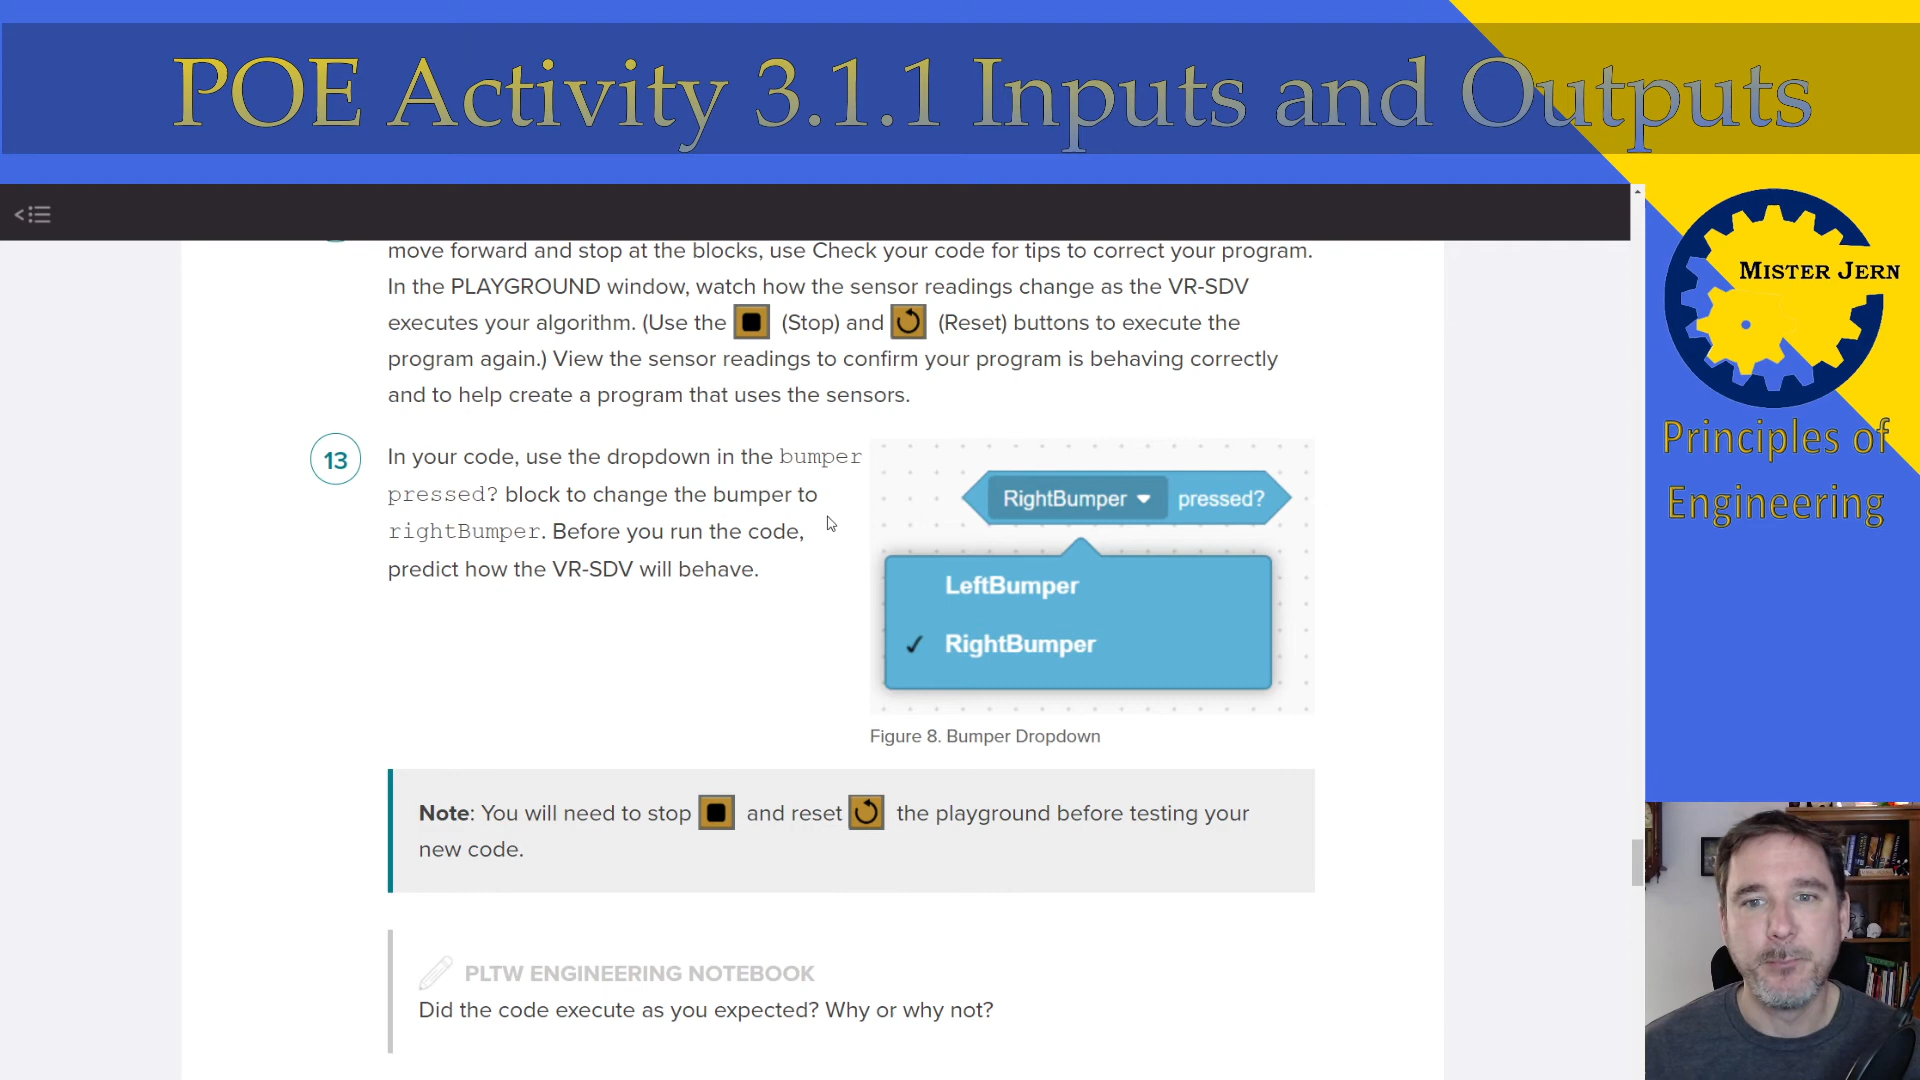 POE Activity 3.1.1 Inputs and Outputs
MISTER JERN
Principles of
Engineering
move forward and stop at the blocks, use Check your code for tips to correct your program.
In the PLAYGROUND window, watch how the sensor readings change as the VR-SDV
executes your algorithm. (Use the (Stop) and (Reset) buttons to execute the
program again.) View the sensor readings to confirm your program is behaving correctly
and to help create a program that uses the sensors.
13
In your code, use the dropdown in the bumper
pressed? block to change the bumper to
rightBumper. Before you run the code,
predict how the VR-SDV will behave.
RightBumper pressed?
LeftBumper
✓ RightBumper
Figure 8. Bumper Dropdown
Note: You will need to stop and reset the playground before testing your
new code.
PLTW ENGINEERING NOTEBOOK
Did the code execute as you expected? Why or why not?